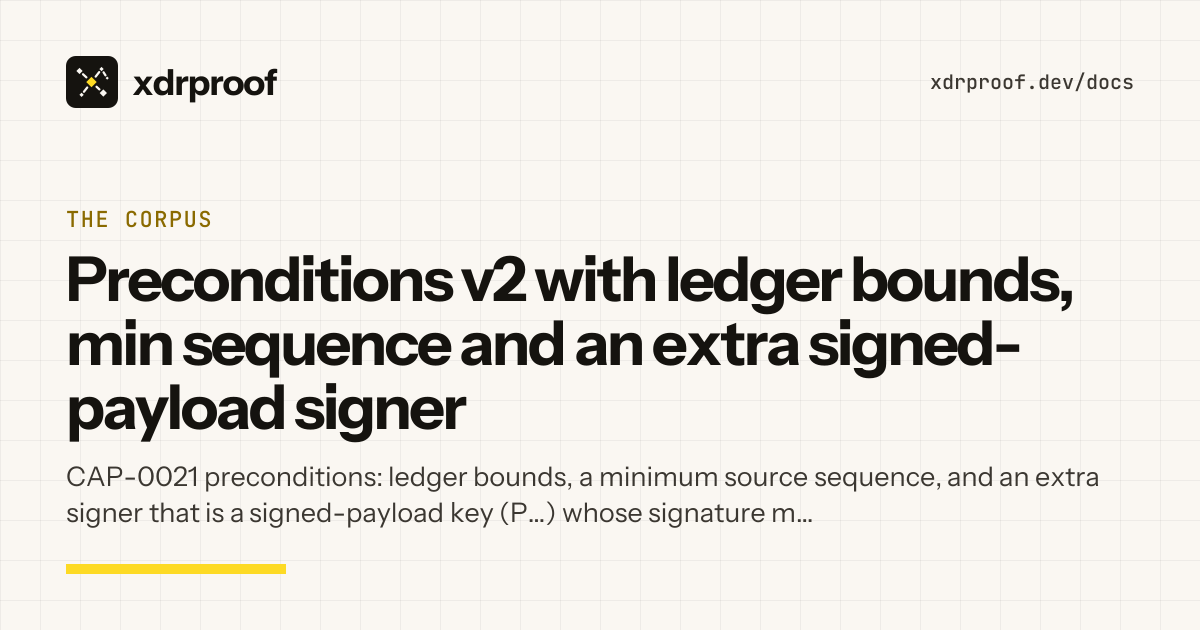 xdrproof
xdrproof.dev/docs
THE CORPUS
Preconditions v2 with ledger bounds,
min sequence and an extra signed-
payload signer
CAP-0021 preconditions: ledger bounds, a minimum source sequence, and an extra
signer that is a signed-payload key (P…) whose signature m…